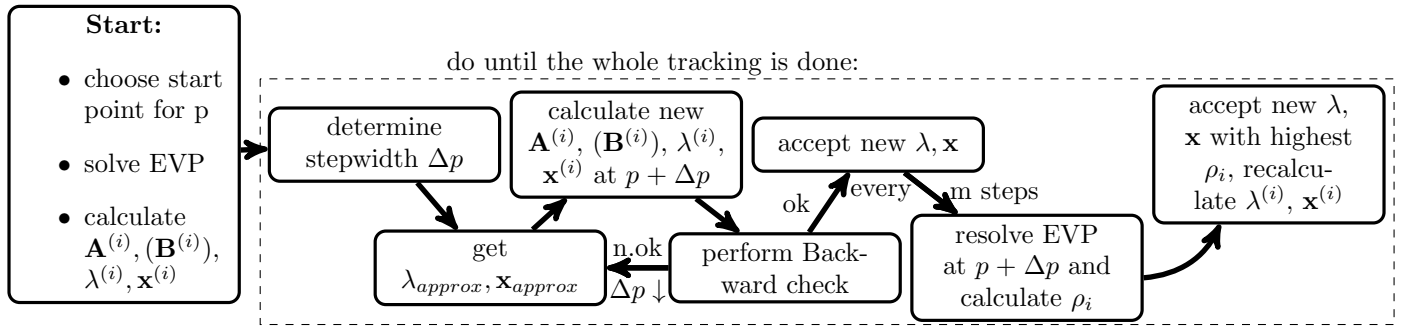 Start:
• choose start
point for p
• solve EVP
• calculate
A⁽ⁱ⁾, (B⁽ⁱ⁾),
λ⁽ⁱ⁾, x⁽ⁱ⁾
do until the whole tracking is done:
determine
stepwidth Δp
get
λ_approx, x_approx
calculate new
A⁽ⁱ⁾, (B⁽ⁱ⁾), λ⁽ⁱ⁾,
x⁽ⁱ⁾ at p + Δp
n.ok
Δp ↓
perform Back-
ward check
ok
accept new λ, x
every
m steps
resolve EVP
at p + Δp and
calculate ρᵢ
accept new λ,
x with highest
ρᵢ, recalcu-
late λ⁽ⁱ⁾, x⁽ⁱ⁾